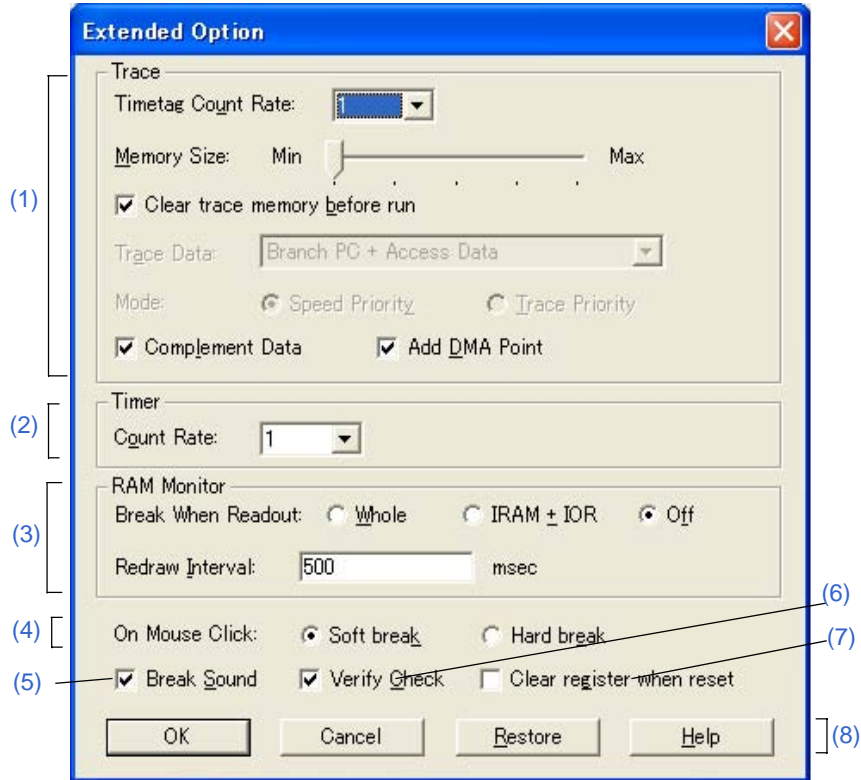 Extended Option
Trace
Timetag Count Rate: 1
Memory Size: Min Max
(1)
Clear trace memory before run
Trace Data: Branch PC + Access Data
Mode: Speed Priority Trace Priority
Complement Data Add DMA Point
Timer
(2)
Count Rate: 1
RAM Monitor
Break When Readout: Whole IRAM + IOR Off
(3)
Redraw Interval: 500 msec
(6)
(4) On Mouse Click: Soft break Hard break
(7)
(5) Break Sound Verify Check Clear register when reset
OK Cancel Restore Help (8)